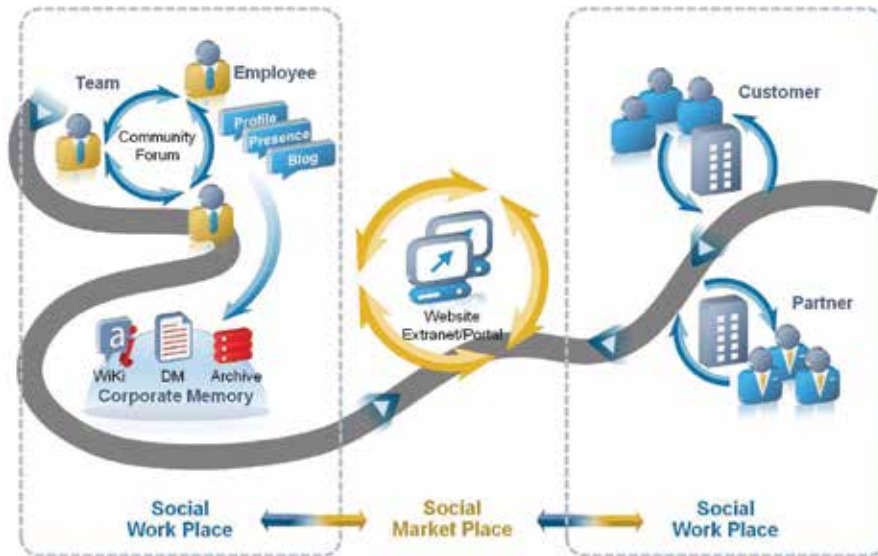 Team
Employee
Community
Forum
Profile
Presence
Blog
WiKi
DM
Archive
Corporate Memory
Website
Extranet/Portal
Customer
Partner
Social
Work Place
Social
Market Place
Social
Work Place